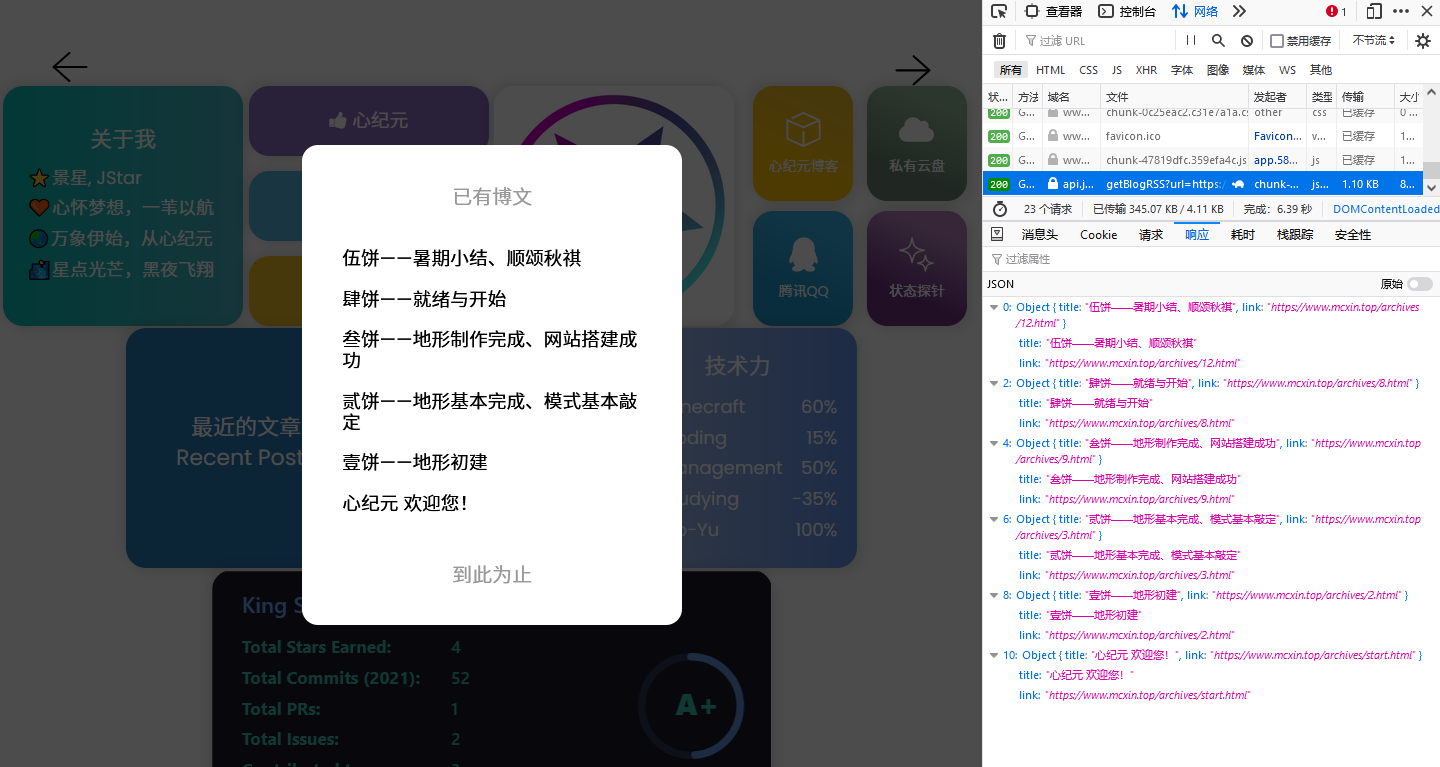 关于我
景星, JStar
心怀梦想，一苇以航
万象伊始，从心纪元
星点光芒，黑夜飞翔
心纪元
心纪元博客
私有云盘
腾讯QQ
状态探针
最近的文章
Recent Post
技术力
necraft 60%
ding 15%
anagement 50%
udying -35%
o-Yu 100%
King S
Total Stars Earned: 4
Total Commits (2021): 52
Total PRs: 1
Total Issues: 2
A+
已有博文
伍饼——暑期小结、顺颂秋祺
肆饼——就绪与开始
叁饼——地形制作完成、网站搭建成
功
贰饼——地形基本完成、模式基本敲
定
壹饼——地形初建
心纪元 欢迎您！
到此为止
查看器 控制台 网络 1
过滤 URL 禁用缓存 不节流
所有 HTML CSS JS XHR 字体 图像 媒体 WS 其他
状... 方法 域名 文件 发起者 类型 传输 大小
200 G... ww... chunk-0c25eac2.c31e7a1a.cs other css 已缓存 0 ...
200 G... ww... favicon.ico Favicon... v... 已缓存 1...
200 G... ww... chunk-47819dfc.359efa4c.js app.58... js 已缓存 1...
200 G... api.j... getBlogRSS?url=https: chunk-... js... 1.10 KB 8...
23 个请求 已传输 345.07 KB / 4.11 KB 完成：6.39 秒 DOMContentLoaded
消息头 Cookie 请求 响应 耗时 栈跟踪 安全性
过滤属性
JSON 原始
0: Object { title: "伍饼——暑期小结、顺颂秋祺", link: "https://www.mcxin.top/archives
/12.html" }
title: "伍饼——暑期小结、顺颂秋祺"
link: "https://www.mcxin.top/archives/12.html"
2: Object { title: "肆饼——就绪与开始", link: "https://www.mcxin.top/archives/8.html" }
title: "肆饼——就绪与开始"
link: "https://www.mcxin.top/archives/8.html"
4: Object { title: "叁饼——地形制作完成、网站搭建成功", link: "https://www.mcxin.top
/archives/9.html" }
title: "叁饼——地形制作完成、网站搭建成功"
link: "https://www.mcxin.top/archives/9.html"
6: Object { title: "贰饼——地形基本完成、模式基本敲定", link: "https://www.mcxin.top
/archives/3.html" }
title: "贰饼——地形基本完成、模式基本敲定"
link: "https://www.mcxin.top/archives/3.html"
8: Object { title: "壹饼——地形初建", link: "https://www.mcxin.top/archives/2.html" }
title: "壹饼——地形初建"
link: "https://www.mcxin.top/archives/2.html"
10: Object { title: "心纪元 欢迎您！", link: "https://www.mcxin.top/archives/start.html" }
title: "心纪元 欢迎您！"
link: "https://www.mcxin.top/archives/start.html"